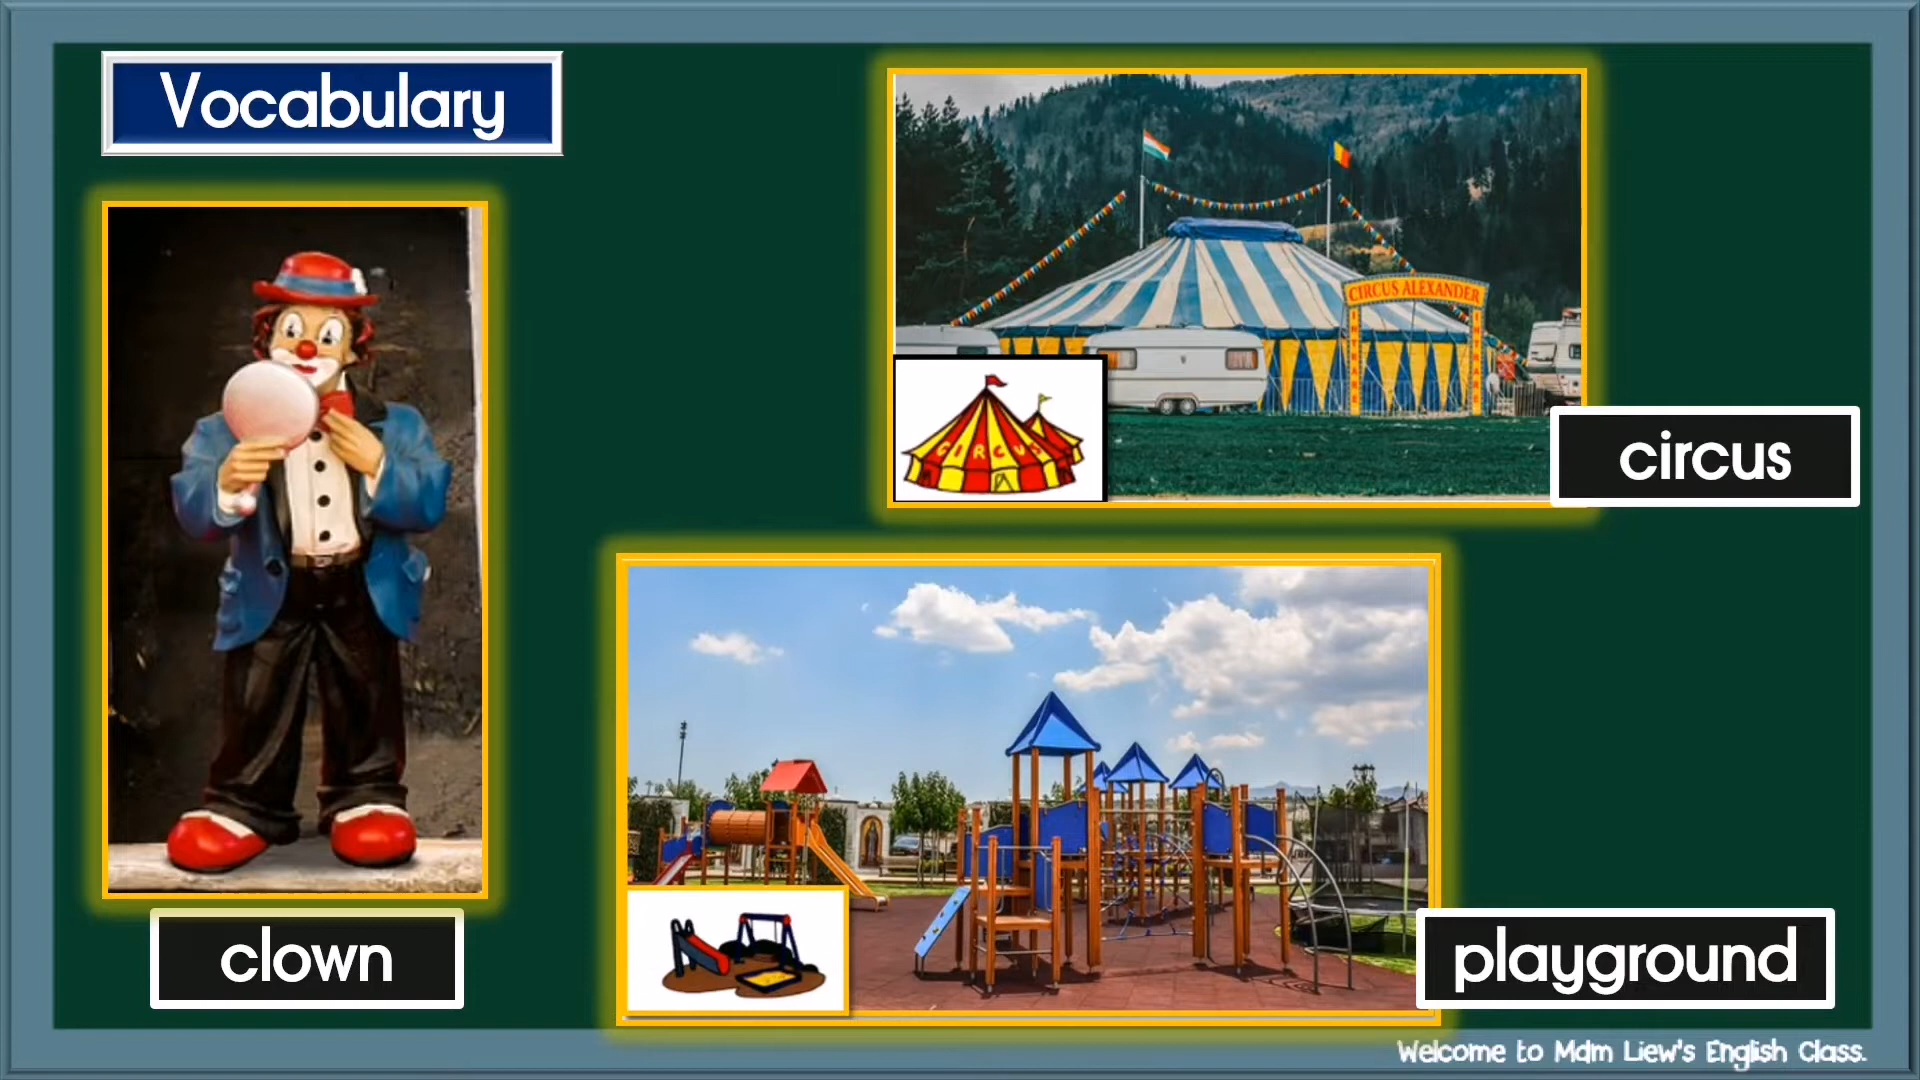 Vocabulary
CIRCUS ALEXANDER
CIRCUS
circus
clown
playground
Welcome to Mdm Liew's English Class.